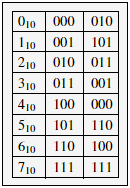 0₁₀ 000 010
1₁₀ 001 101
2₁₀ 010 011
3₁₀ 011 001
4₁₀ 100 000
5₁₀ 101 110
6₁₀ 110 100
7₁₀ 111 111